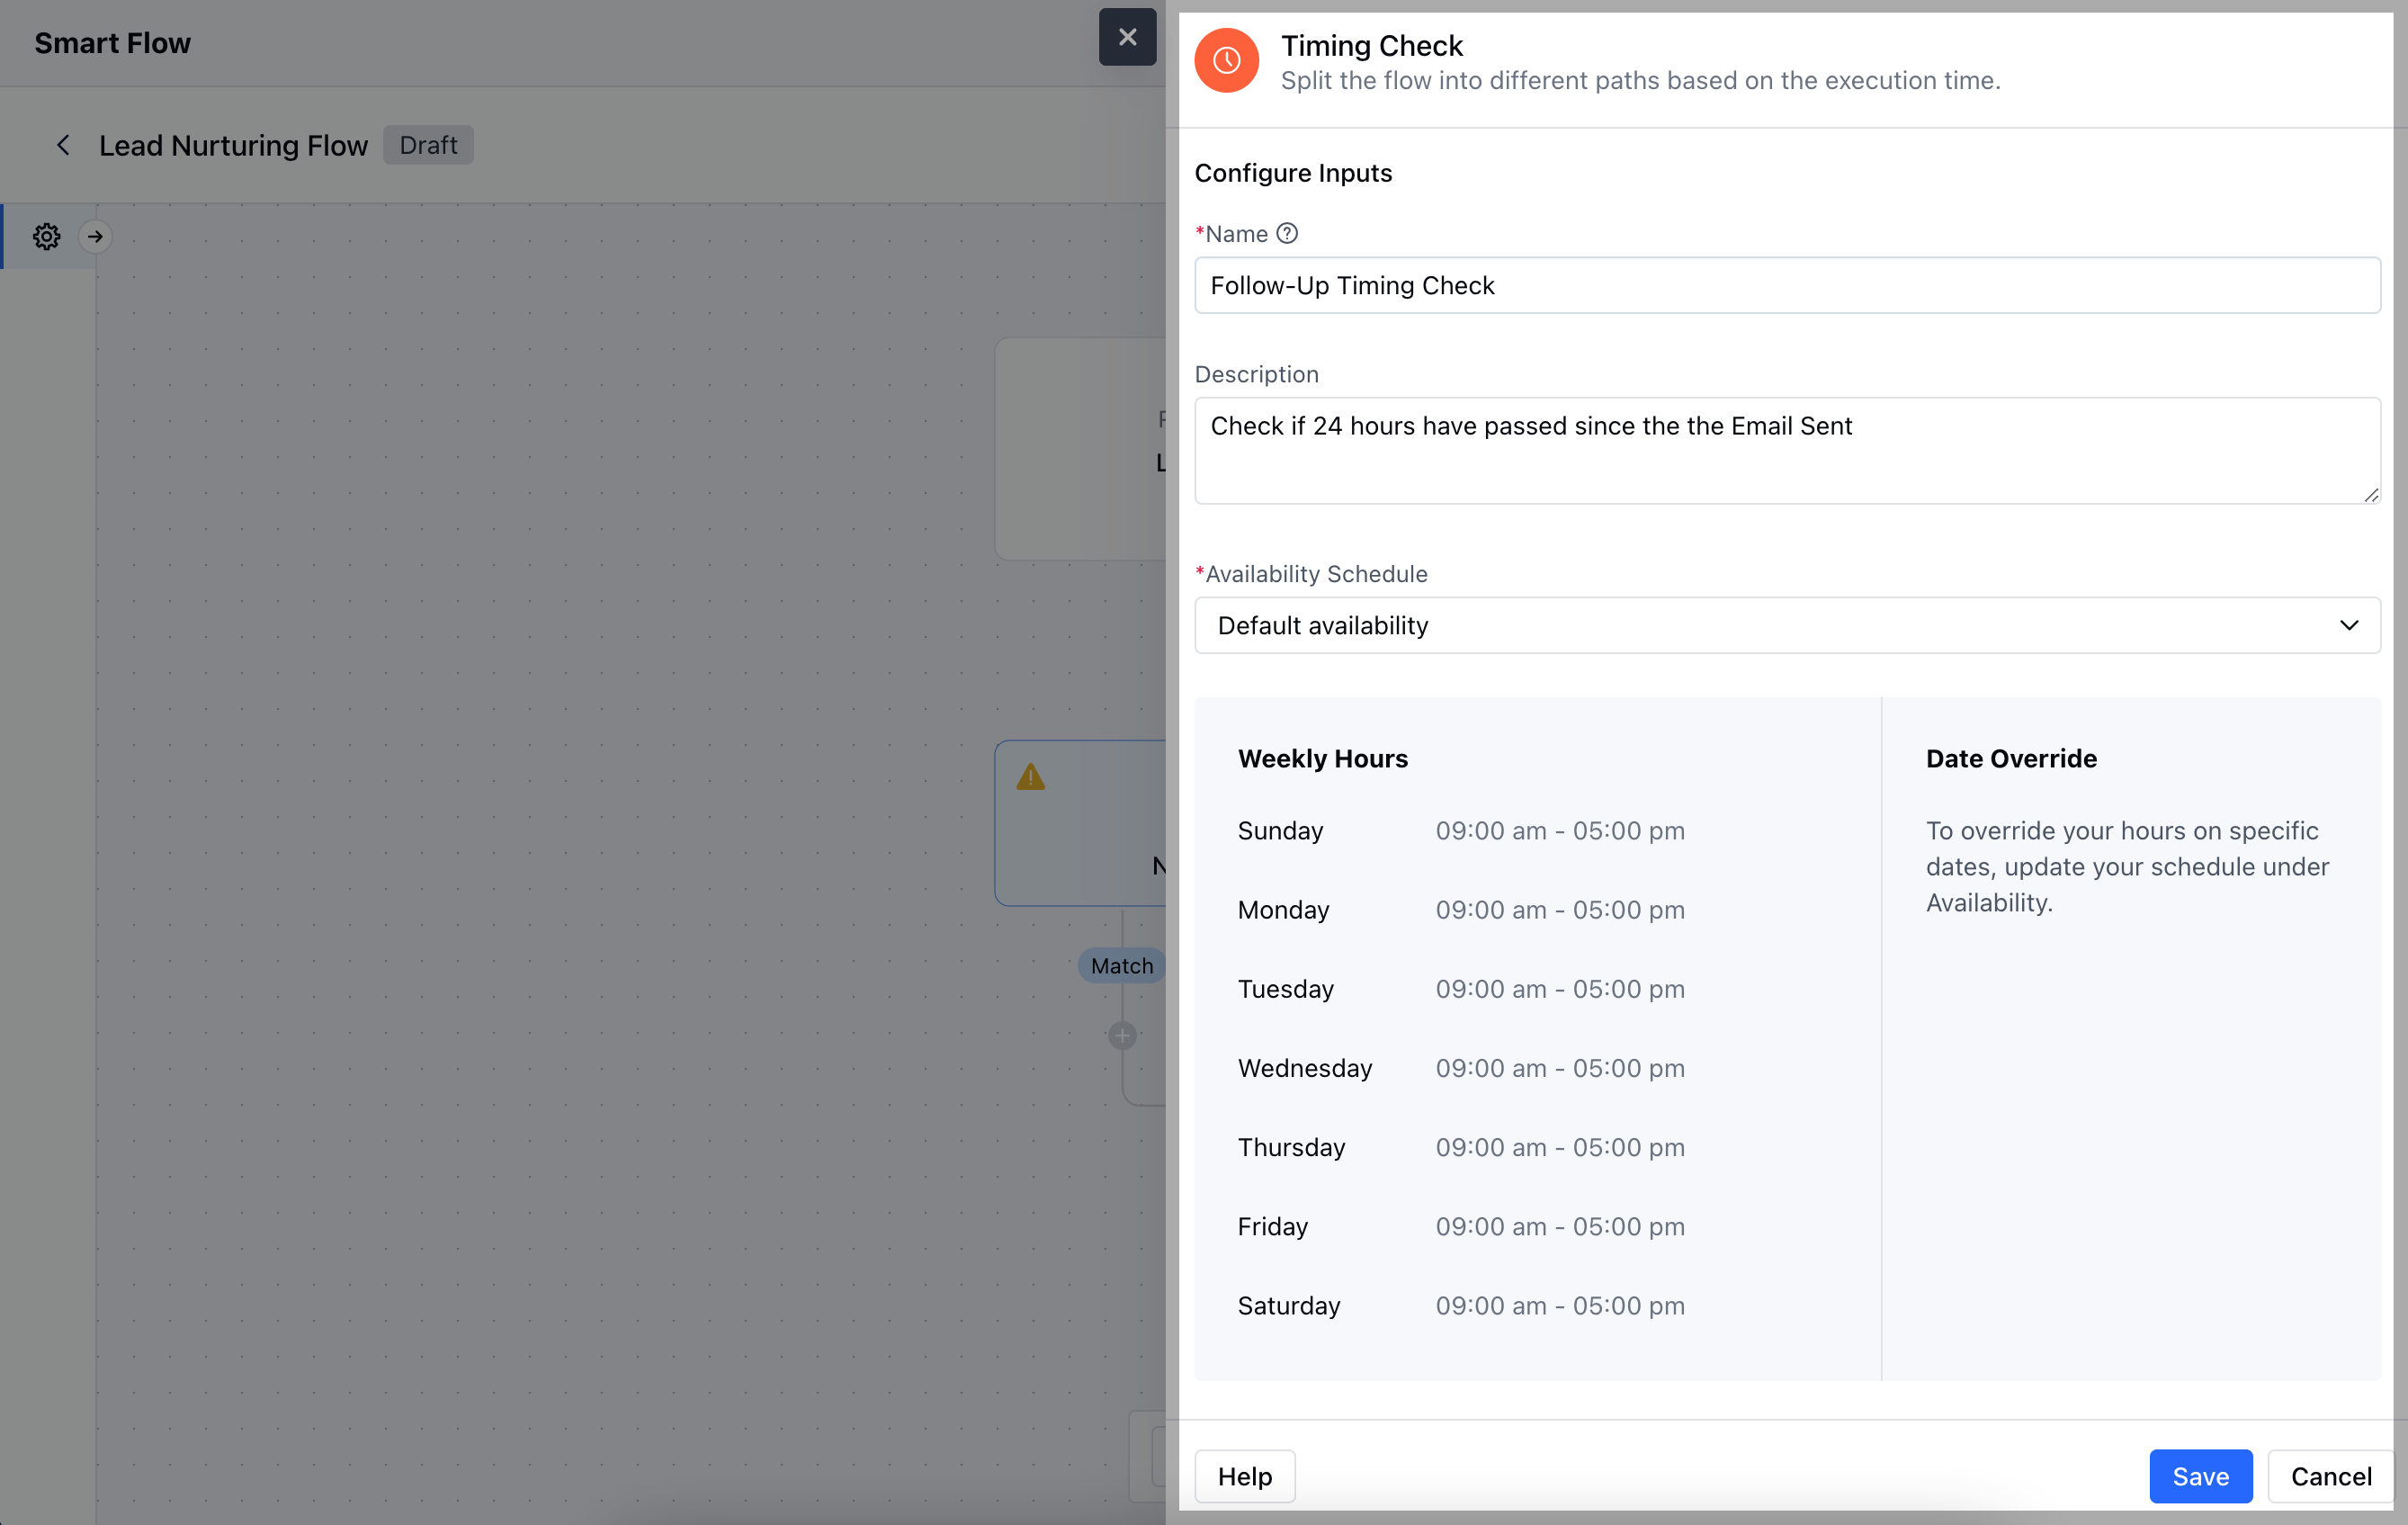 Smart Flow
Lead Nurturing Flow
Draft
Match
Timing Check
Split the flow into different paths based on the execution time.
Configure Inputs
*Name
Follow-Up Timing Check
Description
Check if 24 hours have passed since the the Email Sent
*Availability Schedule
Default availability
Weekly Hours
Sunday 09:00 am - 05:00 pm
Monday 09:00 am - 05:00 pm
Tuesday 09:00 am - 05:00 pm
Wednesday 09:00 am - 05:00 pm
Thursday 09:00 am - 05:00 pm
Friday 09:00 am - 05:00 pm
Saturday 09:00 am - 05:00 pm
Date Override
To override your hours on specific
dates, update your schedule under
Availability.
Help
Save
Cancel